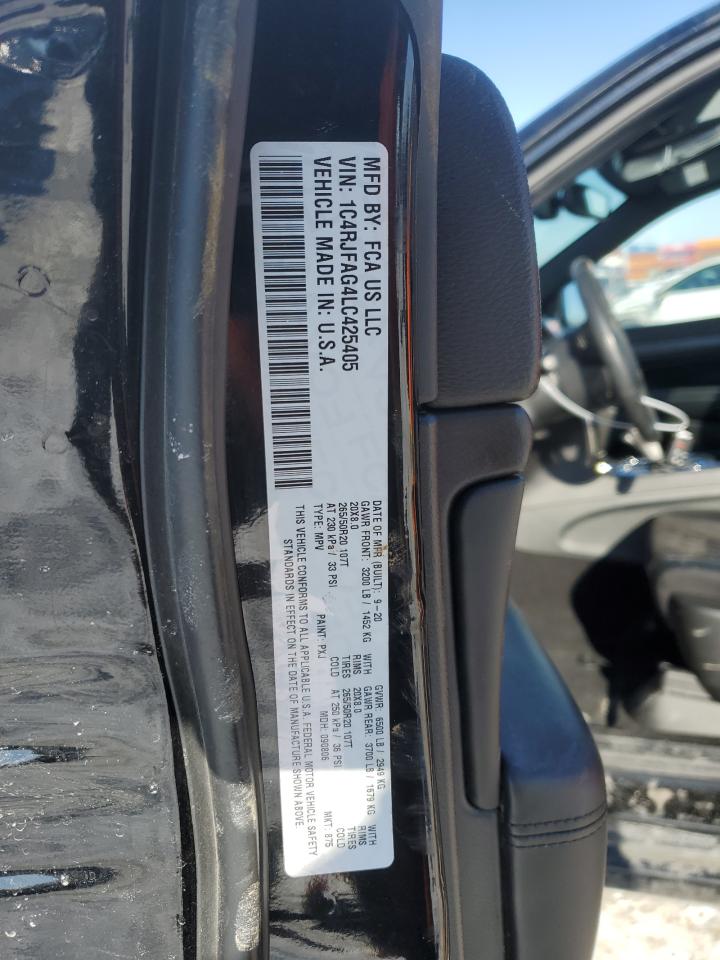 MFD BY: FCA US LLC
VIN: 1C4RJFAG4LC425405
VEHICLE MADE IN: U.S.A.
DATE OF MFR (BUILT): 9-20 GVWR: 6500 LB / 2949 KG
GAWR FRONT: 3200 LB / 1452 KG WITH GAWR REAR: 3700 LB / 1679 KG WITH
20X8.0 RIMS 20X8.0 RIMS
265/50R20 107T TIRES 265/50R20 107T TIRES
AT 230 kPa / 33 PSI COLD AT 250 kPa / 36 PSI COLD
TYPE: MPV PAINT: PXJ MDH: 090806 MKT: 875
THIS VEHICLE CONFORMS TO ALL APPLICABLE U.S.A. FEDERAL MOTOR VEHICLE SAFETY
STANDARDS IN EFFECT ON THE DATE OF MANUFACTURE SHOWN ABOVE.